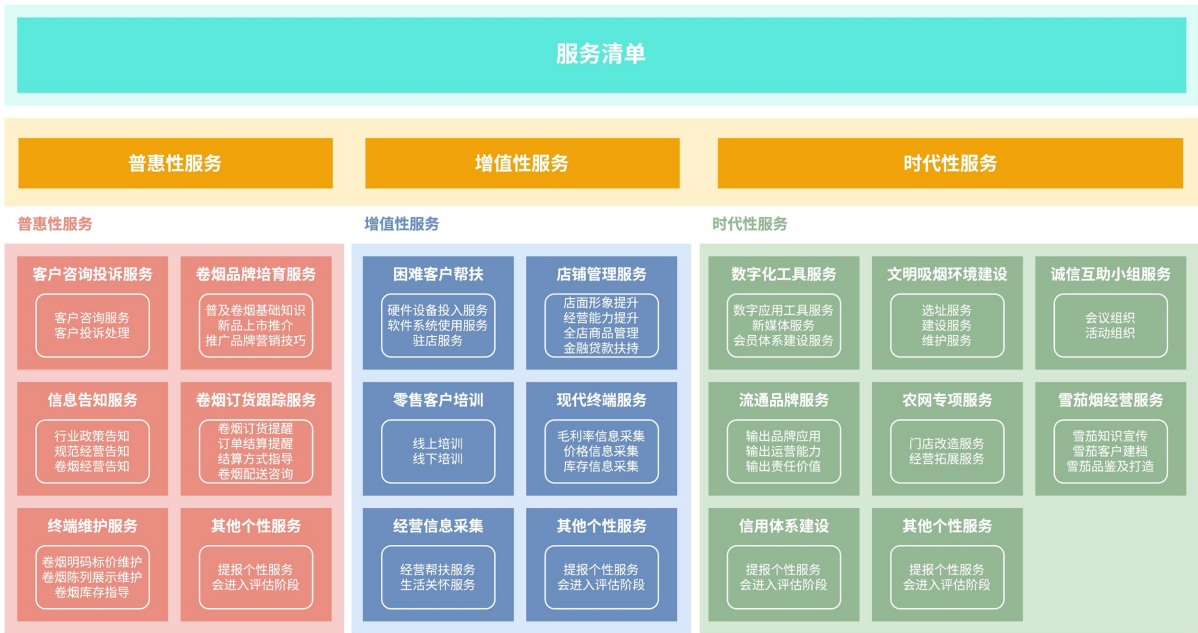 服务清单
普惠性服务
增值性服务
时代性服务
普惠性服务
增值性服务
时代性服务
客户咨询投诉服务
客户咨询服务
客户投诉处理
卷烟品牌培育服务
普及卷烟基础知识
新品上市推介
推广品牌营销技巧
信息告知服务
行业政策告知
规范经营告知
卷烟经营告知
卷烟订货跟踪服务
卷烟订货提醒
订单结算提醒
结算方式指导
卷烟配送咨询
终端维护服务
卷烟明码标价维护
卷烟陈列展示维护
卷烟库存指导
其他个性服务
提报个性服务
会进入评估阶段
困难客户帮扶
硬件设备投入服务
软件系统使用服务
驻店服务
店铺管理服务
店面形象提升
经营能力提升
全店商品管理
金融贷款扶持
零售客户培训
线上培训
线下培训
现代终端服务
毛利率信息采集
价格信息采集
库存信息采集
经营信息采集
经营帮扶服务
生活关怀服务
其他个性服务
提报个性服务
会进入评估阶段
数字化工具服务
数字应用工具服务
新媒体服务
会员体系建设服务
文明吸烟环境建设
选址服务
建设服务
维护服务
诚信互助小组服务
会议组织
活动组织
流通品牌服务
输出品牌应用
输出运营能力
输出责任价值
农网专项服务
门店改造服务
经营拓展服务
雪茄烟经营服务
雪茄知识宣传
雪茄客户建档
雪茄品鉴及打造
信用体系建设
提报个性服务
会进入评估阶段
其他个性服务
提报个性服务
会进入评估阶段